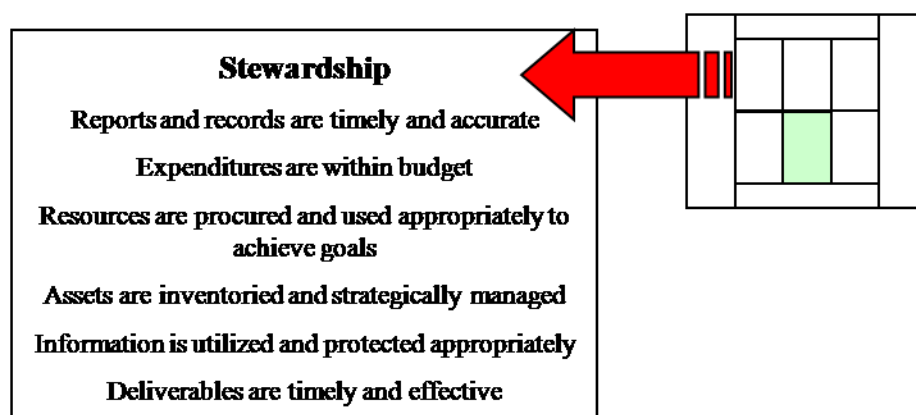 Stewardship
Reports and records are timely and accurate
Expenditures are within budget
Resources are procured and used appropriately to
achieve goals
Assets are inventoried and strategically managed
Information is utilized and protected appropriately
Deliverables are timely and effective